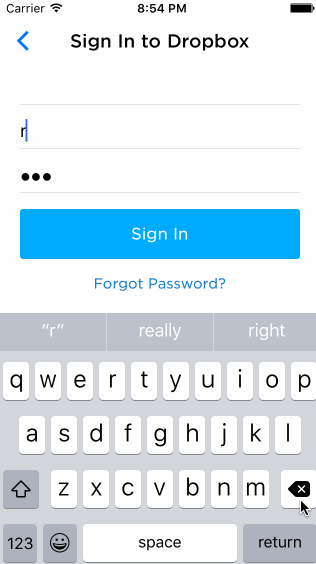 Carrier 8:54 PM
Sign In to Dropbox
r
●●●
Sign In
Forgot Password?
"r" really right
q w e r t y u i o p
a s d f g h j k l
z x c v b n m
123 space return